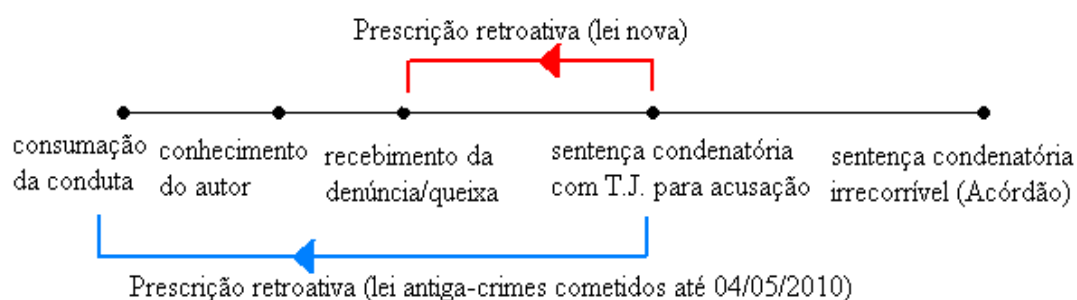 Prescrição retroativa (lei nova)
consumação
da conduta
conhecimento
do autor
recebimento da
denúncia/queixa
sentença condenatória
com T.J. para acusação
sentença condenatória
irrecorrível (Acórdão)
Prescrição retroativa (lei antiga-crimes cometidos até 04/05/2010)